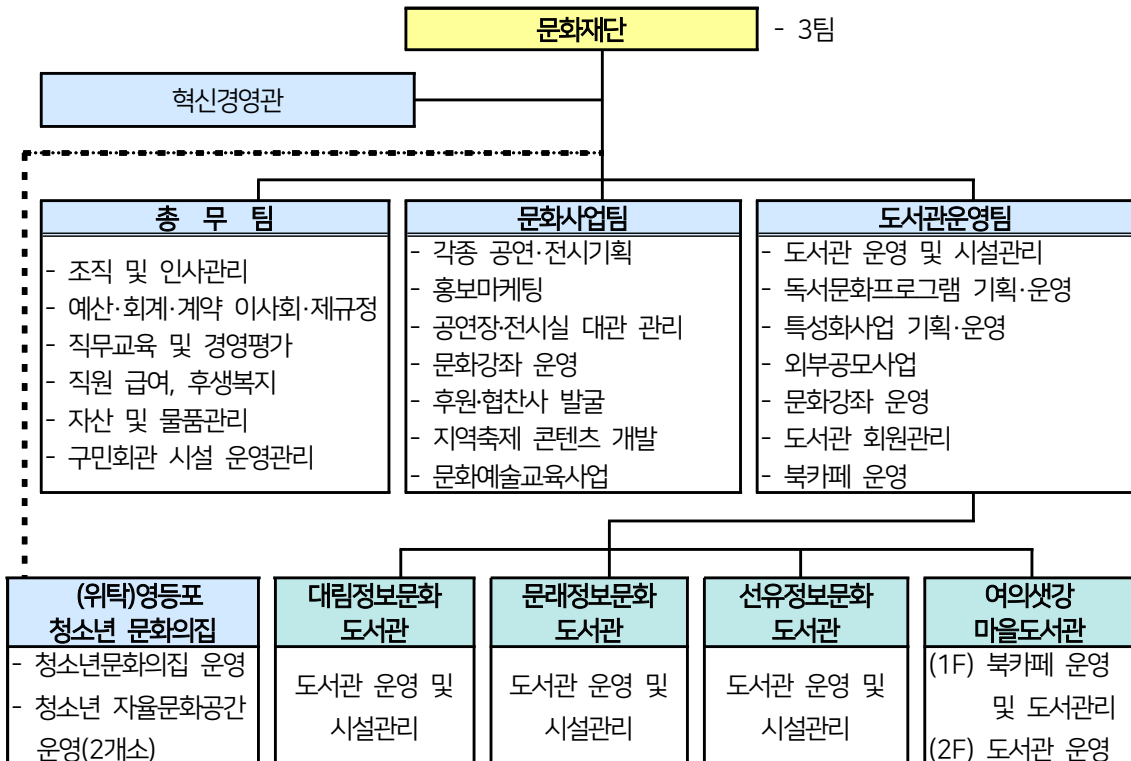 문화재단
- 3팀
혁신경영관
총 무 팀
- 조직 및 인사관리
- 예산·회계·계약 이사회·제규정
- 직무교육 및 경영평가
- 직원 급여, 후생복지
- 자산 및 물품관리
- 구민회관 시설 운영관리
문화사업팀
- 각종 공연·전시기획
- 홍보마케팅
- 공연장·전시실 대관 관리
- 문화강좌 운영
- 후원·협찬사 발굴
- 지역축제 콘텐츠 개발
- 문화예술교육사업
도서관운영팀
- 도서관 운영 및 시설관리
- 독서문화프로그램 기획·운영
- 특성화사업 기획·운영
- 외부공모사업
- 문화강좌 운영
- 도서관 회원관리
- 북카페 운영
(위탁)영등포
청소년 문화의집
- 청소년문화의집 운영
- 청소년 자율문화공간
운영(2개소)
대림정보문화
도서관
도서관 운영 및
시설관리
문래정보문화
도서관
도서관 운영 및
시설관리
선유정보문화
도서관
도서관 운영 및
시설관리
여의샛강
마을도서관
(1F) 북카페 운영
및 도서관리
(2F) 도서관 운영